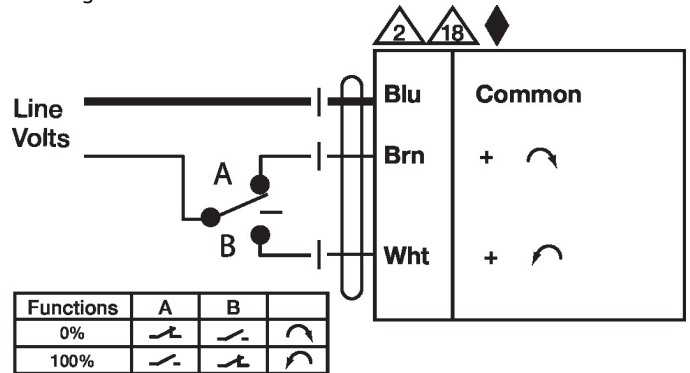 2 18
Line
Volts
Blu Common
A
Brn +
B
Wht +
Functions A B
0%
100%